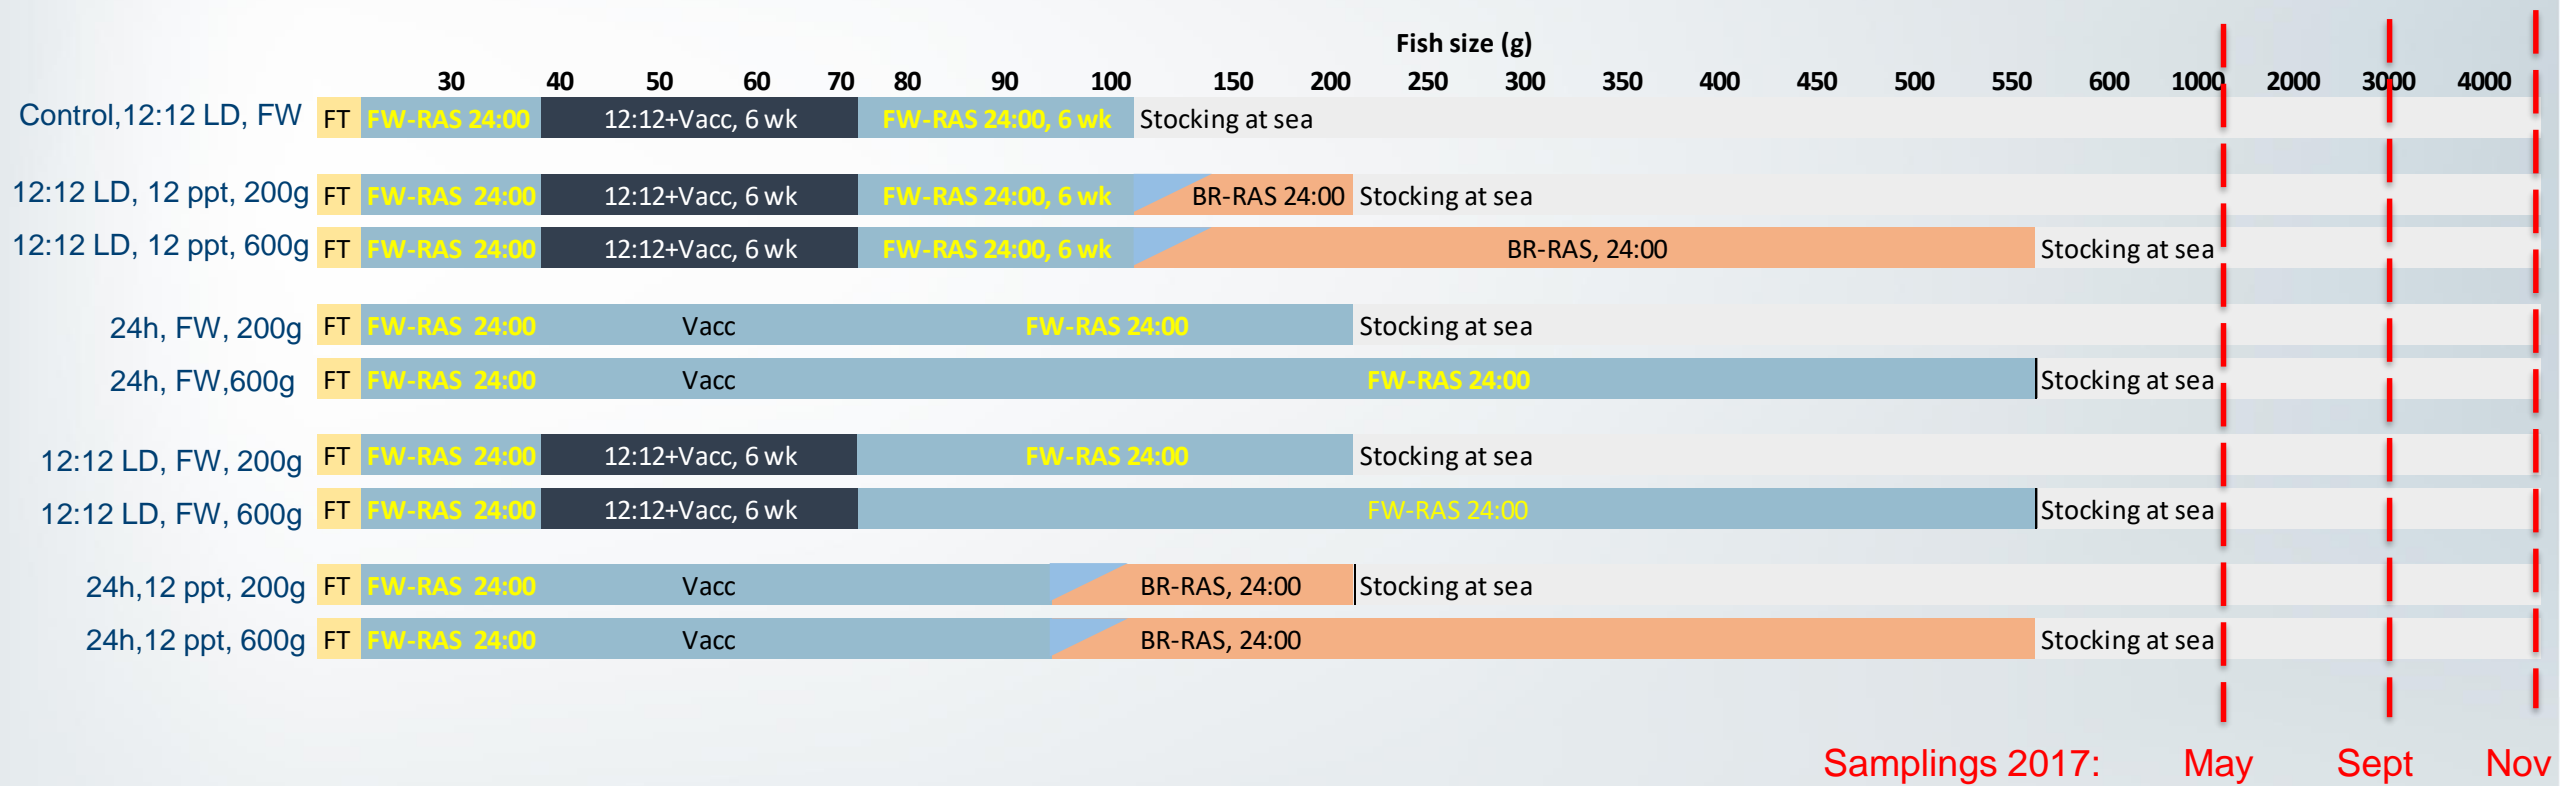 Fish size (g)
30 40 50 60 70 80 90 100 150 200 250 300 350 400 450 500 550 600 1000 2000 3000 4000
Control,12:12 LD, FW FT FW-RAS 24:00 12:12+Vacc, 6 wk FW-RAS 24:00, 6 wk Stocking at sea
12:12 LD, 12 ppt, 200g FT FW-RAS 24:00 12:12+Vacc, 6 wk FW-RAS 24:00, 6 wk BR-RAS 24:00 Stocking at sea
12:12 LD, 12 ppt, 600g FT FW-RAS 24:00 12:12+Vacc, 6 wk FW-RAS 24:00, 6 wk BR-RAS, 24:00 Stocking at sea
24h, FW, 200g FT FW-RAS 24:00 Vacc FW-RAS 24:00 Stocking at sea
24h, FW,600g FT FW-RAS 24:00 Vacc FW-RAS 24:00 Stocking at sea
12:12 LD, FW, 200g FT FW-RAS 24:00 12:12+Vacc, 6 wk FW-RAS 24:00 Stocking at sea
12:12 LD, FW, 600g FT FW-RAS 24:00 12:12+Vacc, 6 wk FW-RAS 24:00 Stocking at sea
24h,12 ppt, 200g FT FW-RAS 24:00 Vacc BR-RAS, 24:00 Stocking at sea
24h,12 ppt, 600g FT FW-RAS 24:00 Vacc BR-RAS, 24:00 Stocking at sea
Samplings 2017: May Sept Nov